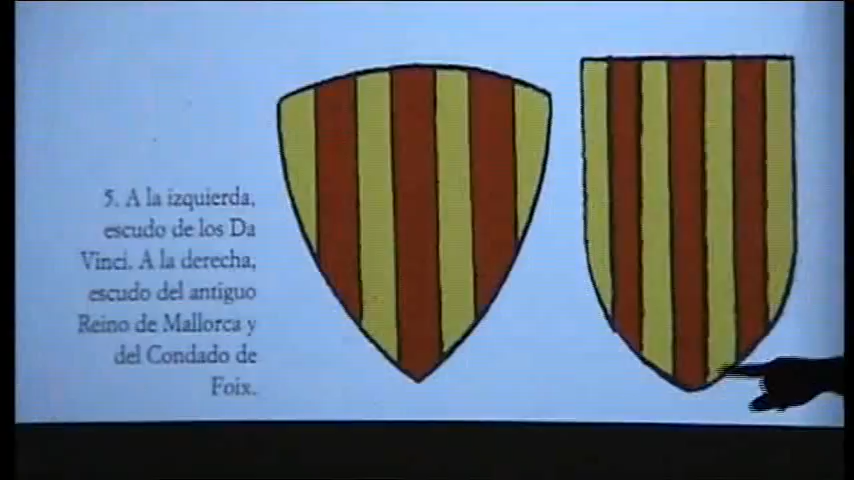 5. A la izquierda,
escudo de los Da
Vinci. A la derecha,
escudo del antiguo
Reino de Mallorca y
del Condado de
Foix.